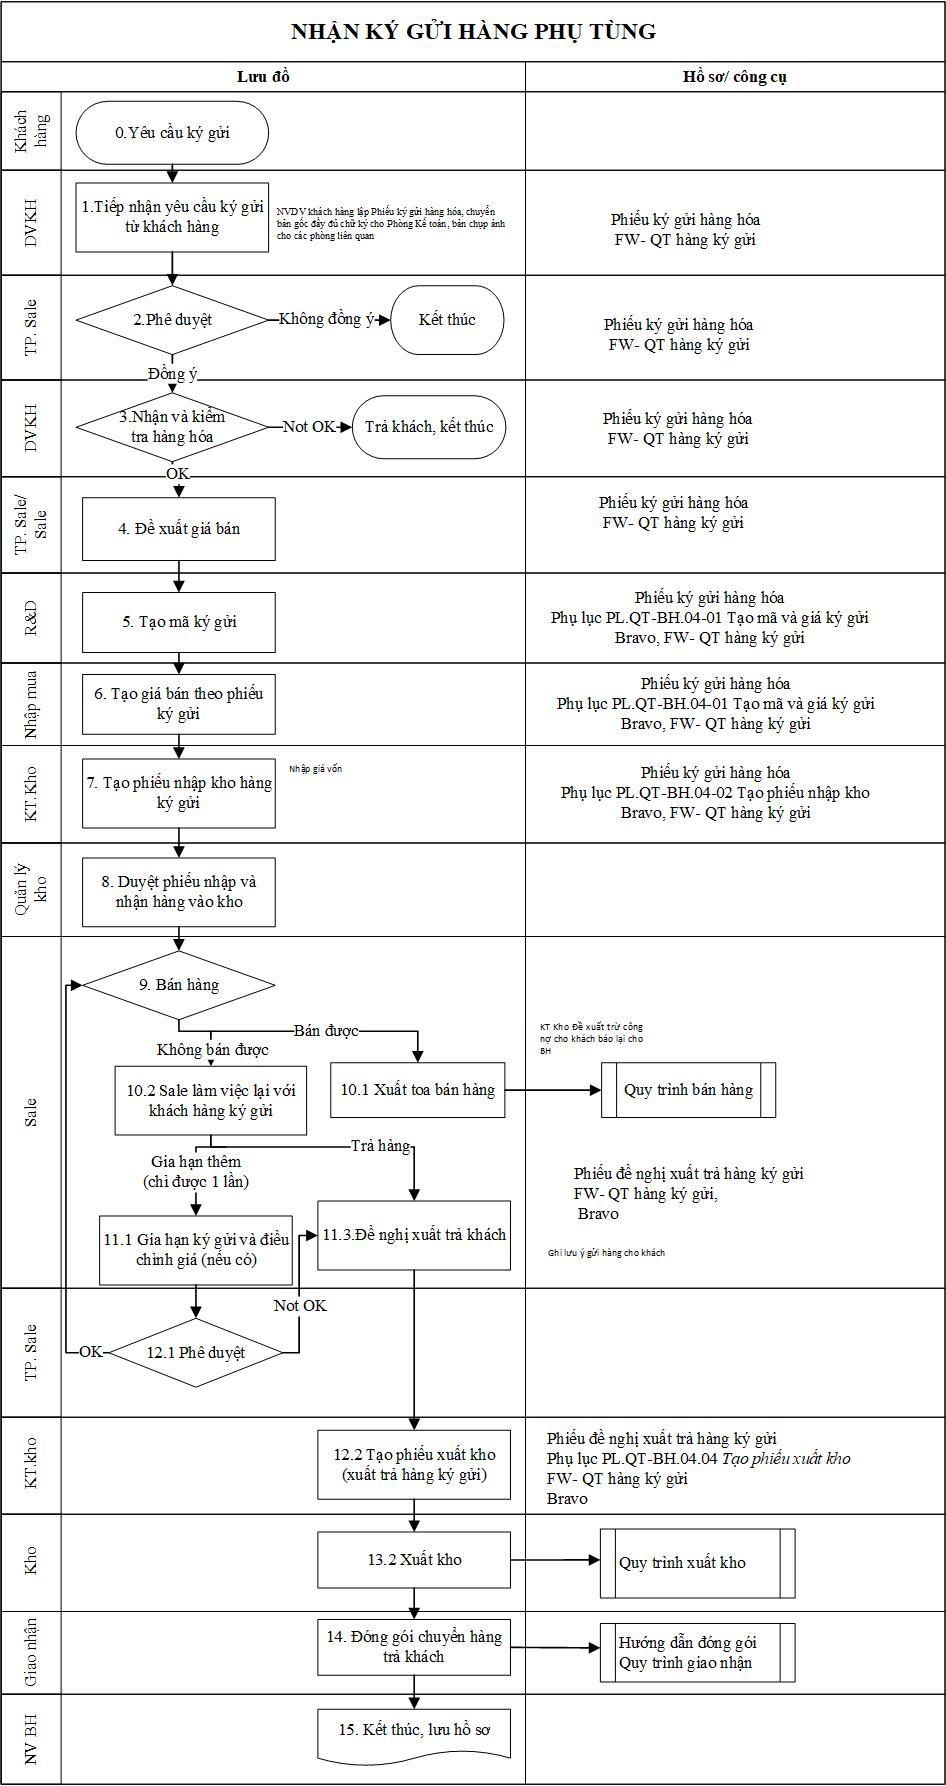 NHẬN KÝ GỬI HÀNG PHỤ TÙNG
Lưu đồ
Hồ sơ/ công cụ
Khách
hàng
0.Yêu cầu ký gửi
DVKH
1.Tiếp nhận yêu cầu ký gửi
từ khách hàng
NVDV khách hàng lập Phiếu ký gửi hàng hóa, chuyển
bản gốc đầy đủ chữ ký cho Phòng Kế toán, bản chụp ảnh
cho các phòng liên quan
Phiếu ký gửi hàng hóa
FW- QT hàng ký gửi
TP. Sale
2.Phê duyệt
Không đồng ý
Kết thúc
Phiếu ký gửi hàng hóa
FW- QT hàng ký gửi
Đồng ý
DVKH
3.Nhận và kiểm
tra hàng hóa
Not OK
Trả khách, kết thúc
Phiếu ký gửi hàng hóa
FW- QT hàng ký gửi
OK
TP. Sale/
Sale
4. Đề xuất giá bán
Phiếu ký gửi hàng hóa
FW- QT hàng ký gửi
R&D
5. Tạo mã ký gửi
Phiếu ký gửi hàng hóa
Phụ lục PL.QT-BH.04-01 Tạo mã và giá ký gửi
Bravo, FW- QT hàng ký gửi
Nhập mua
6. Tạo giá bán theo phiếu
ký gửi
Phiếu ký gửi hàng hóa
Phụ lục PL.QT-BH.04-01 Tạo mã và giá ký gửi
Bravo, FW- QT hàng ký gửi
KT.Kho
7. Tạo phiếu nhập kho hàng
ký gửi
Nhập giá vốn
Phiếu ký gửi hàng hóa
Phụ lục PL.QT-BH.04-02 Tạo phiếu nhập kho
Bravo, FW- QT hàng ký gửi
Quản lý
kho
8. Duyệt phiếu nhập và
nhận hàng vào kho
Sale
9. Bán hàng
Bán được
Không bán được
10.2 Sale làm việc lại với
khách hàng ký gửi
10.1 Xuất toa bán hàng
KT Kho Đề xuất trừ công
nợ cho khách báo lại cho
BH
Quy trình bán hàng
Trả hàng
Gia hạn thêm
(chỉ được 1 lần)
11.1 Gia hạn ký gửi và điều
chỉnh giá (nếu có)
11.3.Đề nghị xuất trả khách
Phiếu đề nghị xuất trả hàng ký gửi
FW- QT hàng ký gửi,
Bravo
Ghi lưu ý gửi hàng cho khách
Not OK
TP. Sale
OK
12.1 Phê duyệt
KT.kho
12.2 Tạo phiếu xuất kho
(xuất trả hàng ký gửi)
Phiếu đề nghị xuất trả hàng ký gửi
Phụ lục PL.QT-BH.04.04 Tạo phiếu xuất kho
FW- QT hàng ký gửi
Bravo
Kho
13.2 Xuất kho
Quy trình xuất kho
Giao nhận
14. Đóng gói chuyển hàng
trả khách
Hướng dẫn đóng gói
Quy trình giao nhận
NV BH
15. Kết thúc, lưu hồ sơ